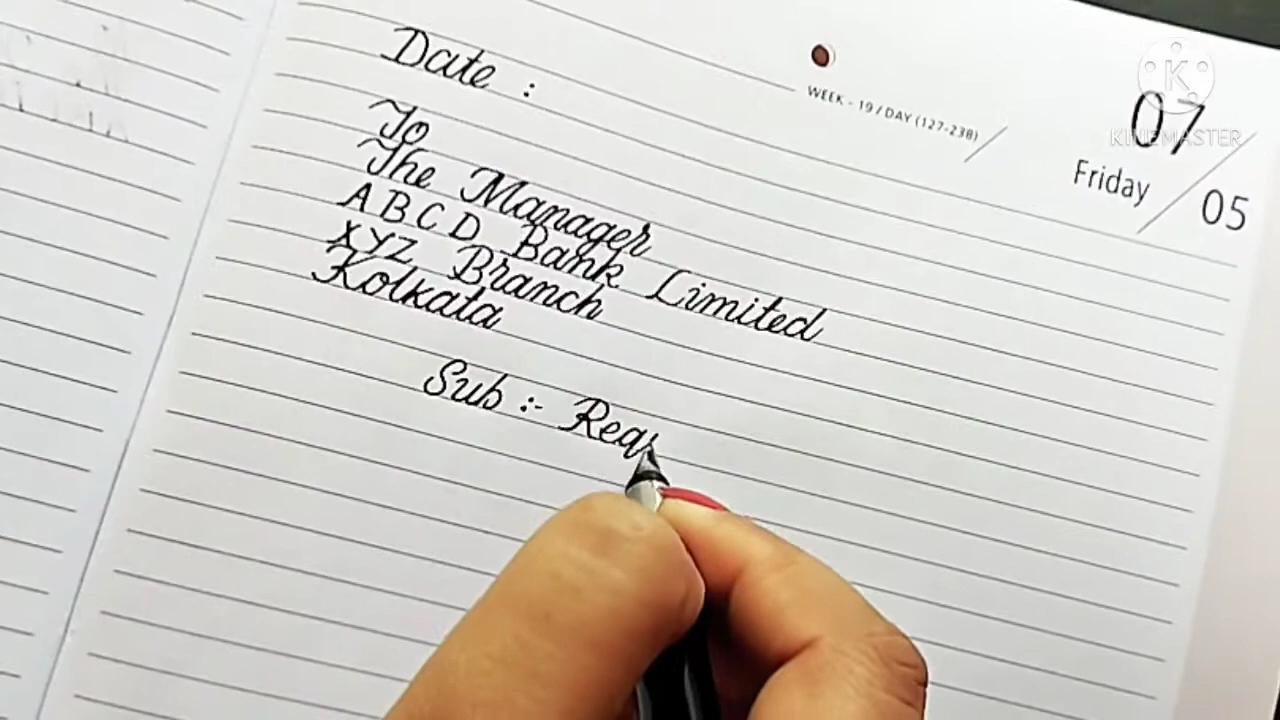 Date :
To
The Manager
ABCD Bank Limited
XYZ Branch
Kolkata
Sub :- Requ
WEEK - 19 / DAY (127-238)
07
Friday
05
K
KINEMASTER